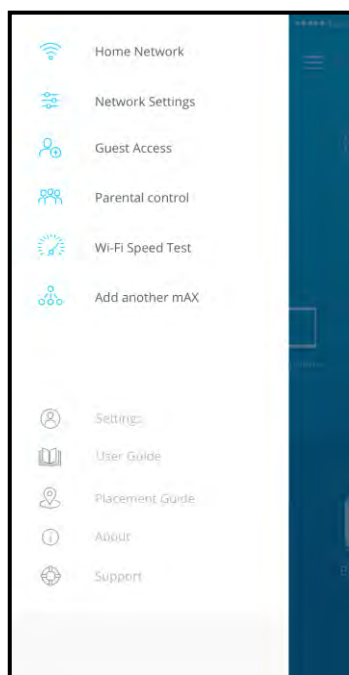 Home Network
Network Settings
Guest Access
Parental control
Wi-Fi Speed Test
Add another mAX
Settings
User Guide
Placement Guide
About
Support